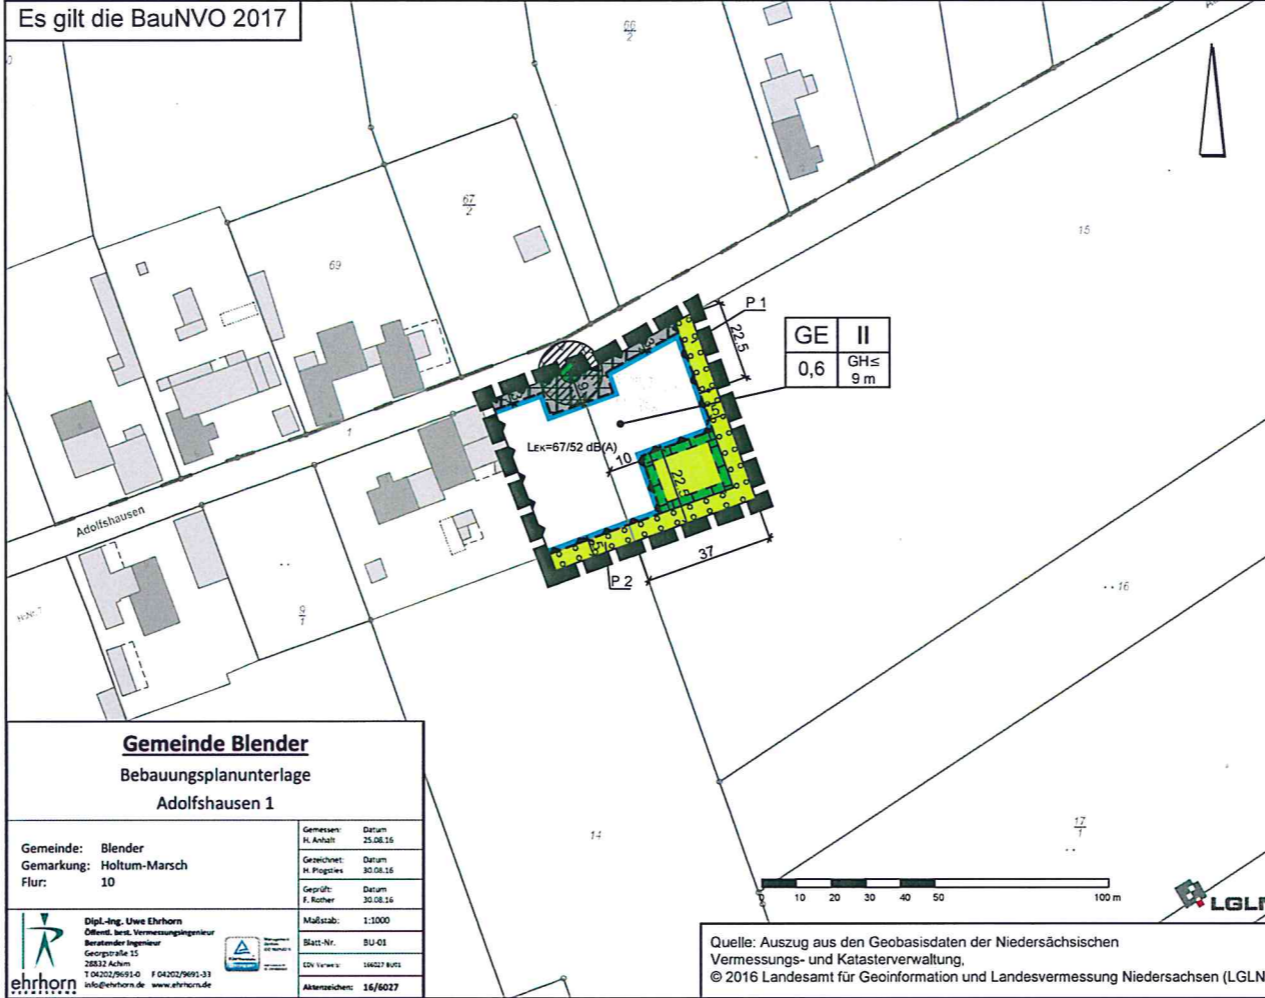 Es gilt die BauNVO 2017
66
2
67
2
69
15
P 1
22,5
GE II
0,6 GH≤
9 m
LEK=67/52 dB(A)
10
22,5
5
5
37
P 2
1
Adolfshausen
9
1
16
14
17
1
Gemeinde Blender
Bebauungsplanunterlage
Adolfshausen 1
Gemeinde: Blender
Gemarkung: Holtum-Marsch
Flur: 10
Gemessen: Datum
H. Anhalt 25.08.16
Gezeichnet: Datum
H. Plogsties 30.08.16
Geprüft: Datum
F. Rother 30.08.16
Maßstab: 1:1000
Blatt-Nr. BU-01
Aktenzeichen: 16/6027
Dipl.-Ing. Uwe Ehrhorn
Öffentl. best. Vermessungsingenieur
Beratender Ingenieur
Georgstraße 15
28832 Achim
T 04202/9691-0 F 04202/9691-33
info@ehrhorn.de www.ehrhorn.de
ehrhorn
VERMESSUNG
10 20 30 40 50 100 m
LGLN
Quelle: Auszug aus den Geobasisdaten der Niedersächsischen
Vermessungs- und Katasterverwaltung,
© 2016 Landesamt für Geoinformation und Landesvermessung Niedersachsen (LGLN